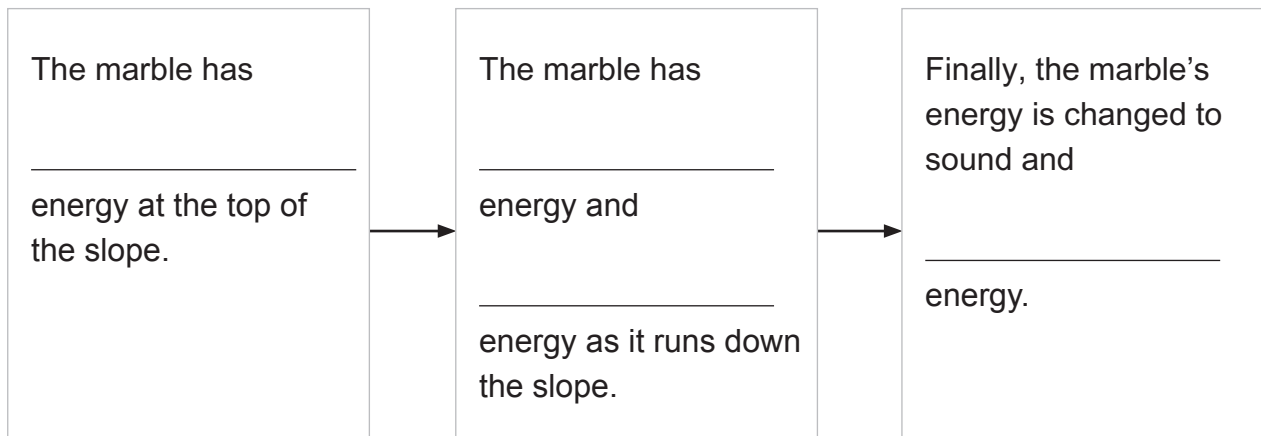 The marble has
energy at the top of
the slope.
The marble has
energy and
energy as it runs down
the slope.
Finally, the marble’s
energy is changed to
sound and
energy.